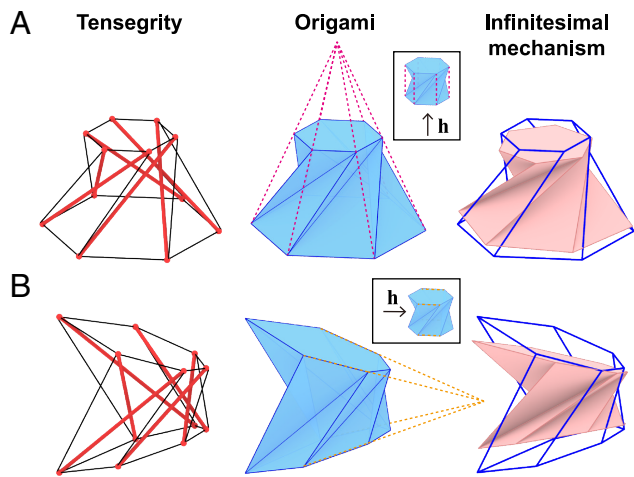 A
Tensegrity
Origami
Infinitesimal
mechanism
h
B
h